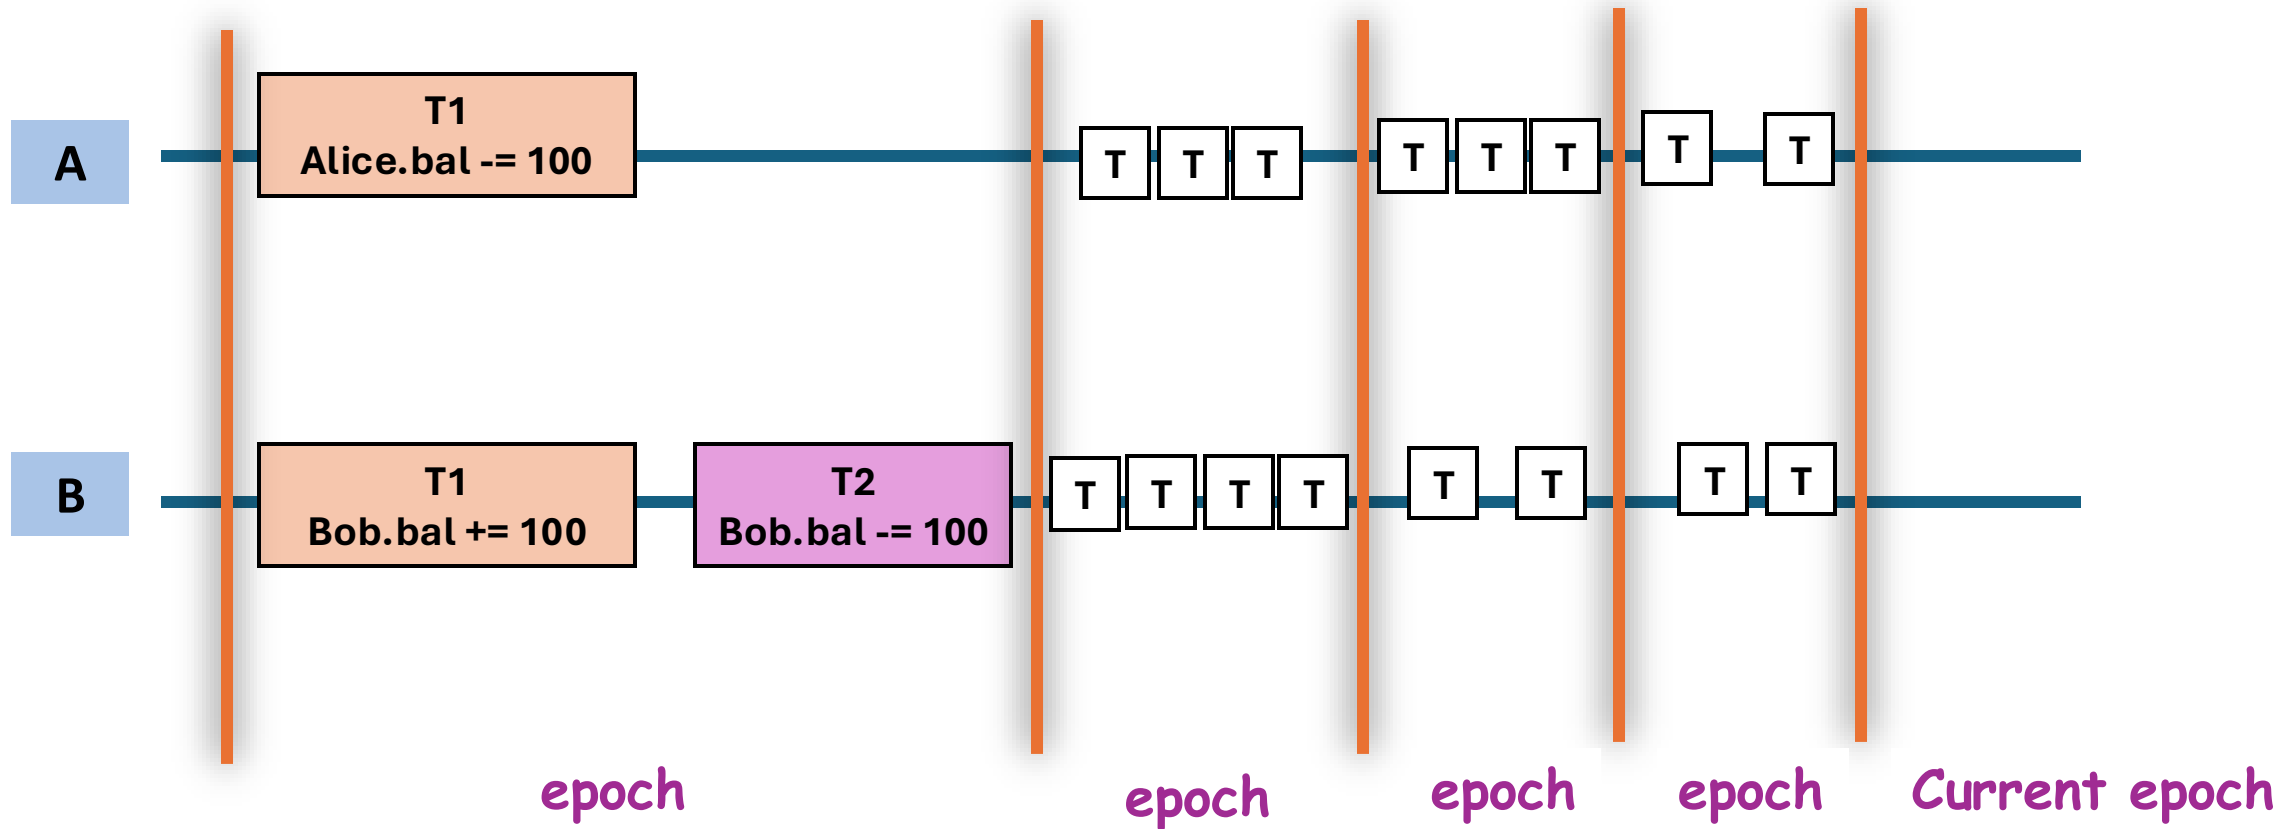 A
T1
Alice.bal -= 100
T T T
T T T
T T
B
T1
Bob.bal += 100
T2
Bob.bal -= 100
T T T T
T T
T T
epoch
epoch
epoch
epoch
Current epoch